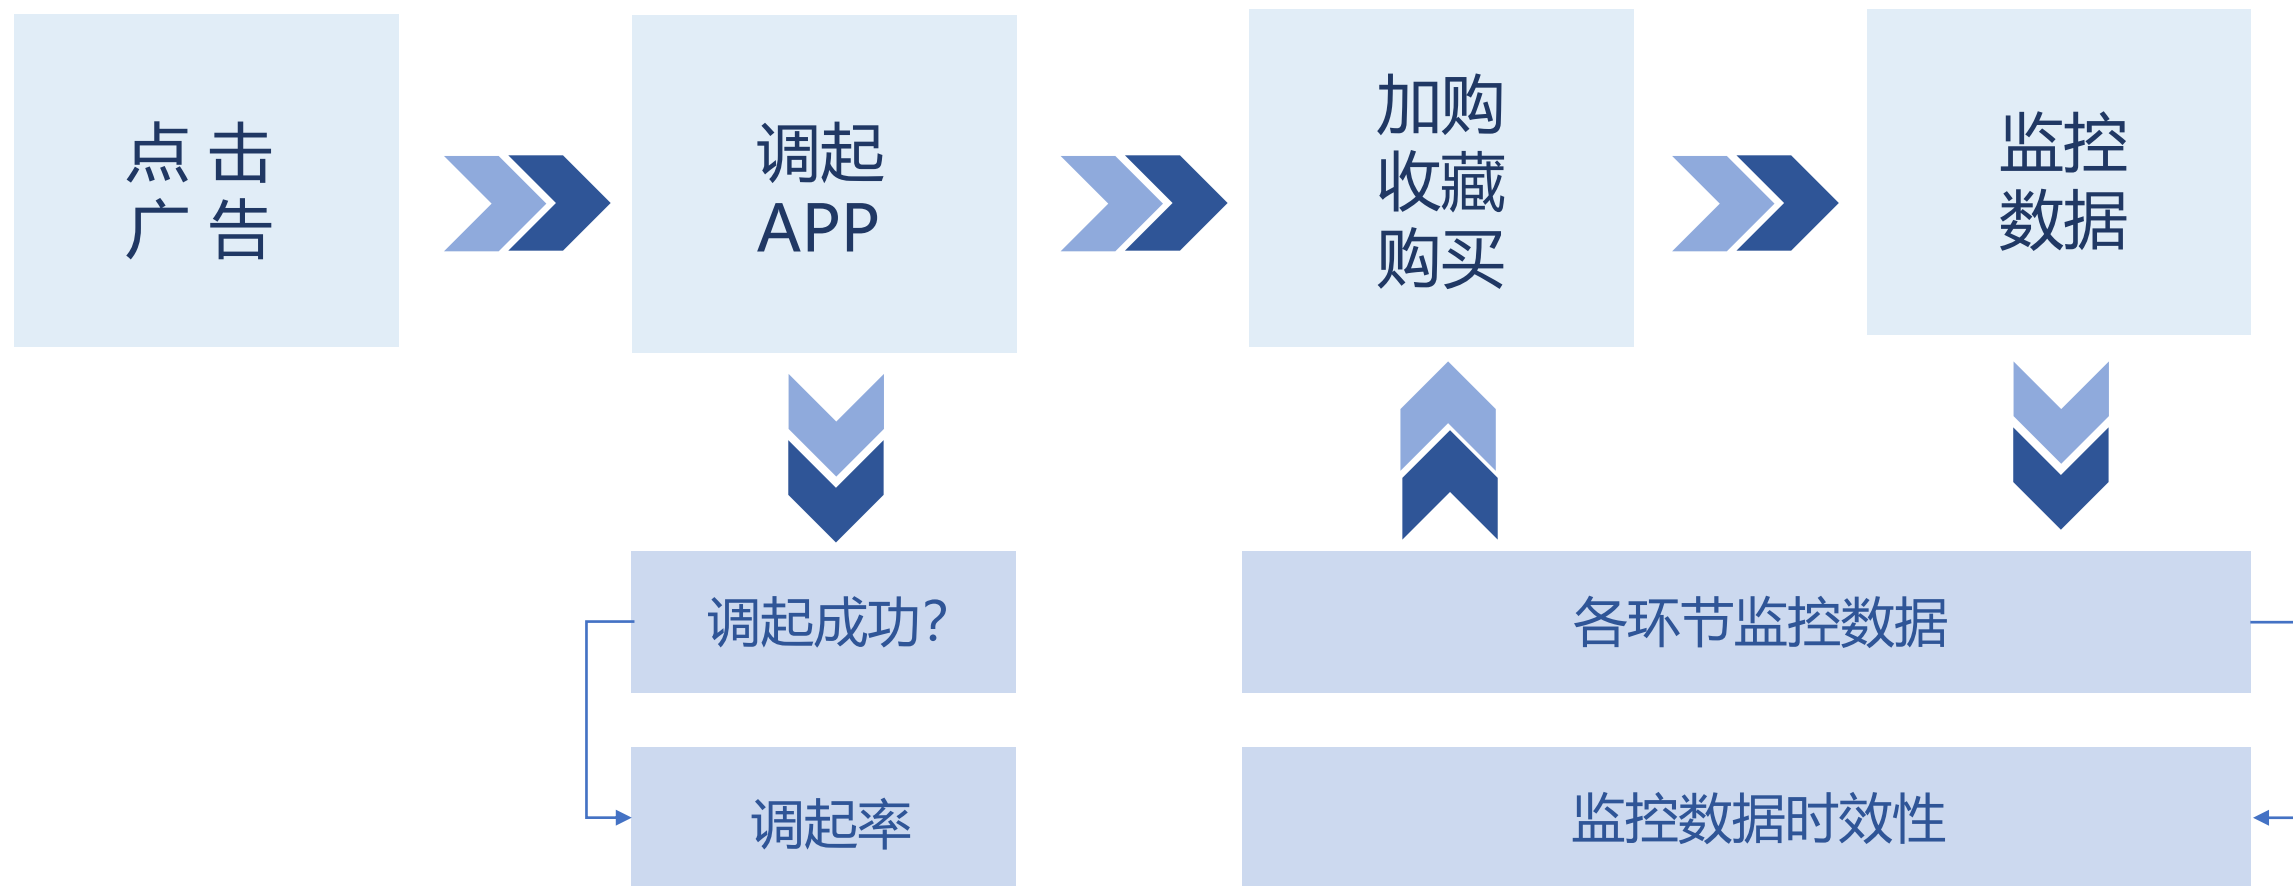 点 击
广 告
调起
APP
加购
收藏
购买
监控
数据
调起成功?
各环节监控数据
调起率
监控数据时效性